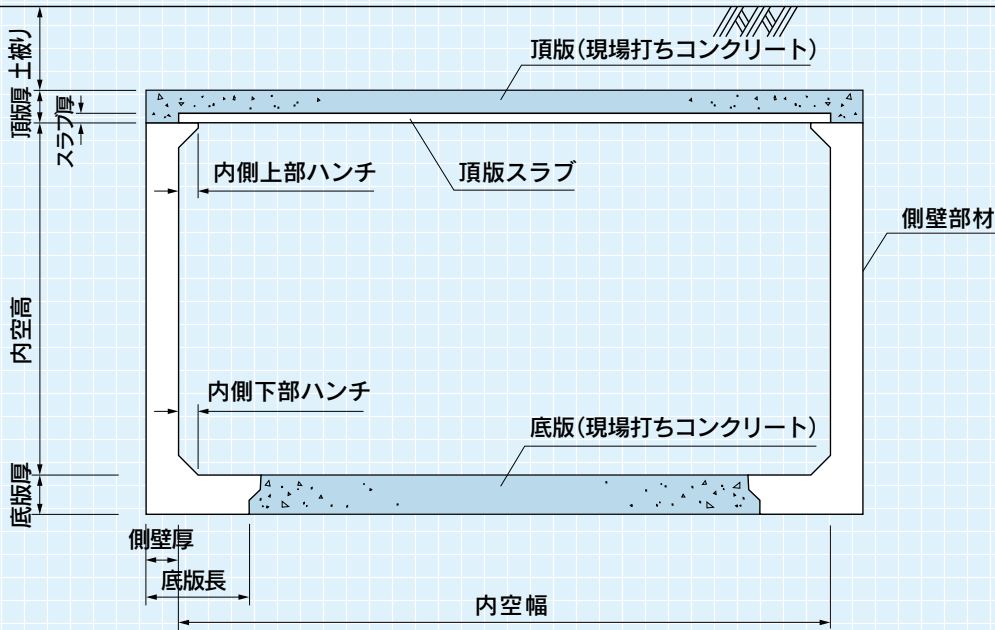 土被り
頂版(現場打ちコンクリート)
頂版厚
スラブ厚
内側上部ハンチ
頂版スラブ
側壁部材
内空高
内側下部ハンチ
底版(現場打ちコンクリート)
底版厚
側壁厚
底版長
内空幅